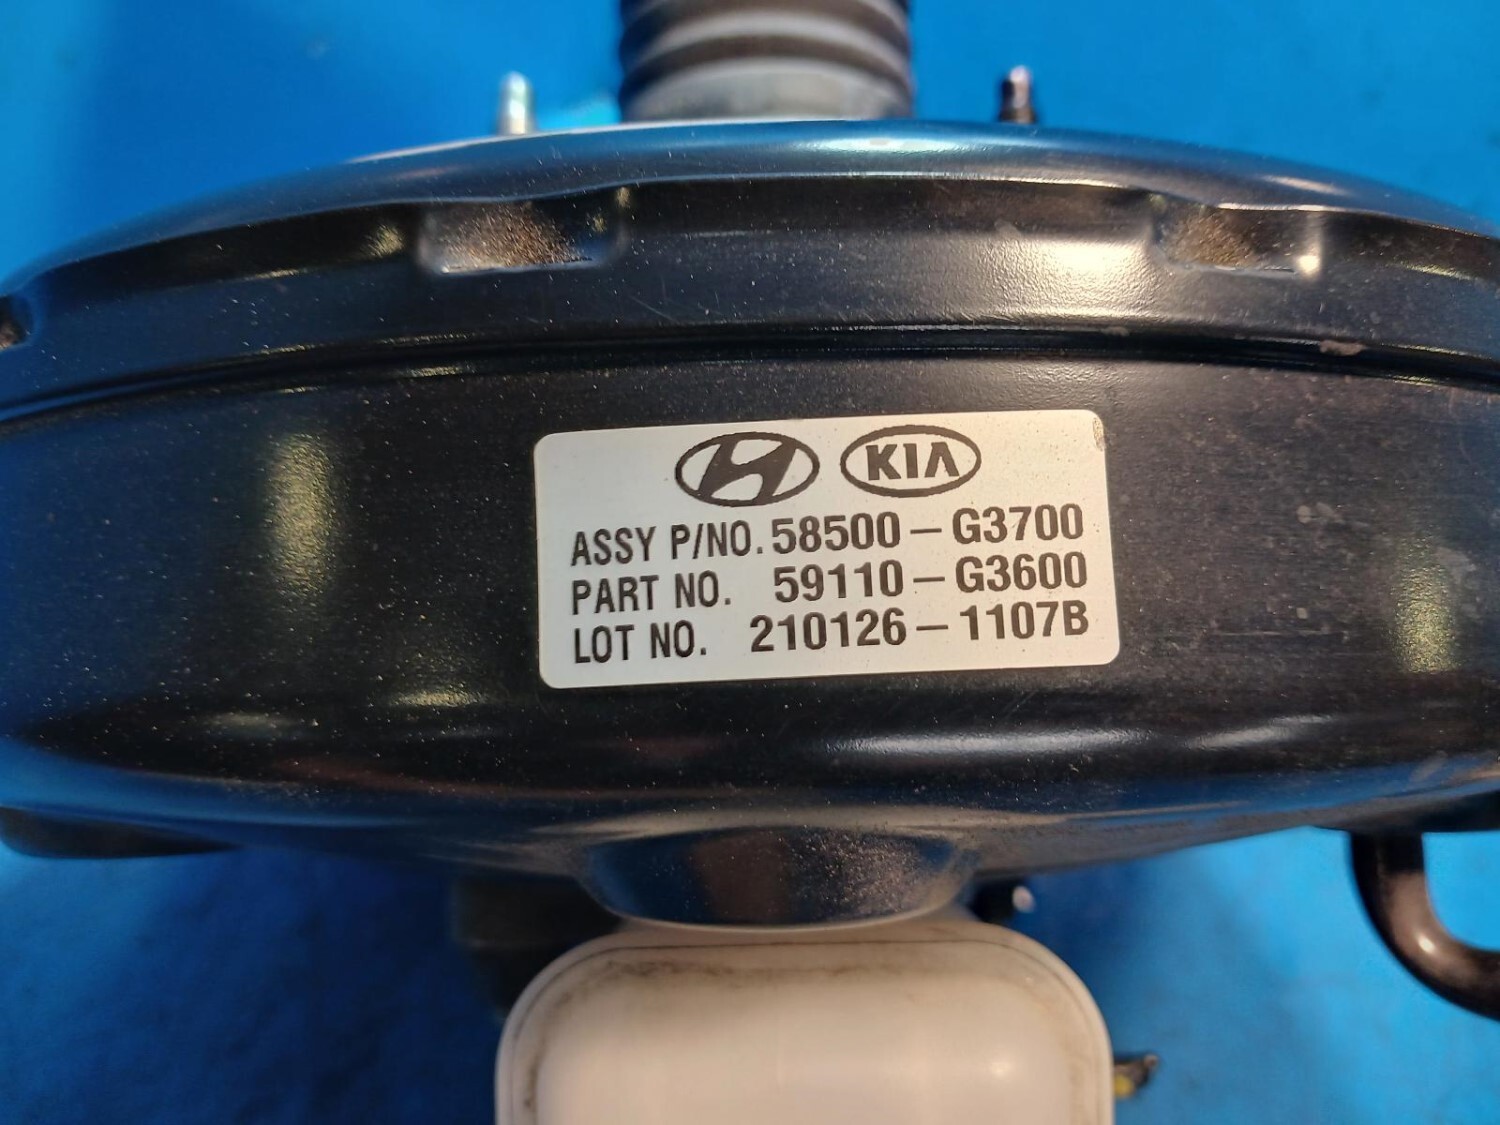 KIA
ASSY P/NO. 58500-G3700
PART NO. 59110-G3600
LOT NO. 210126-1107B